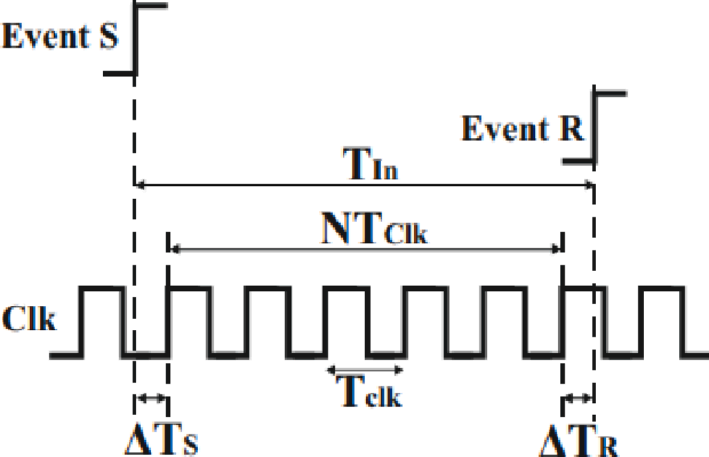 Event S
Event R
TIn
NTClk
Clk
Tclk
ΔTS
ΔTR